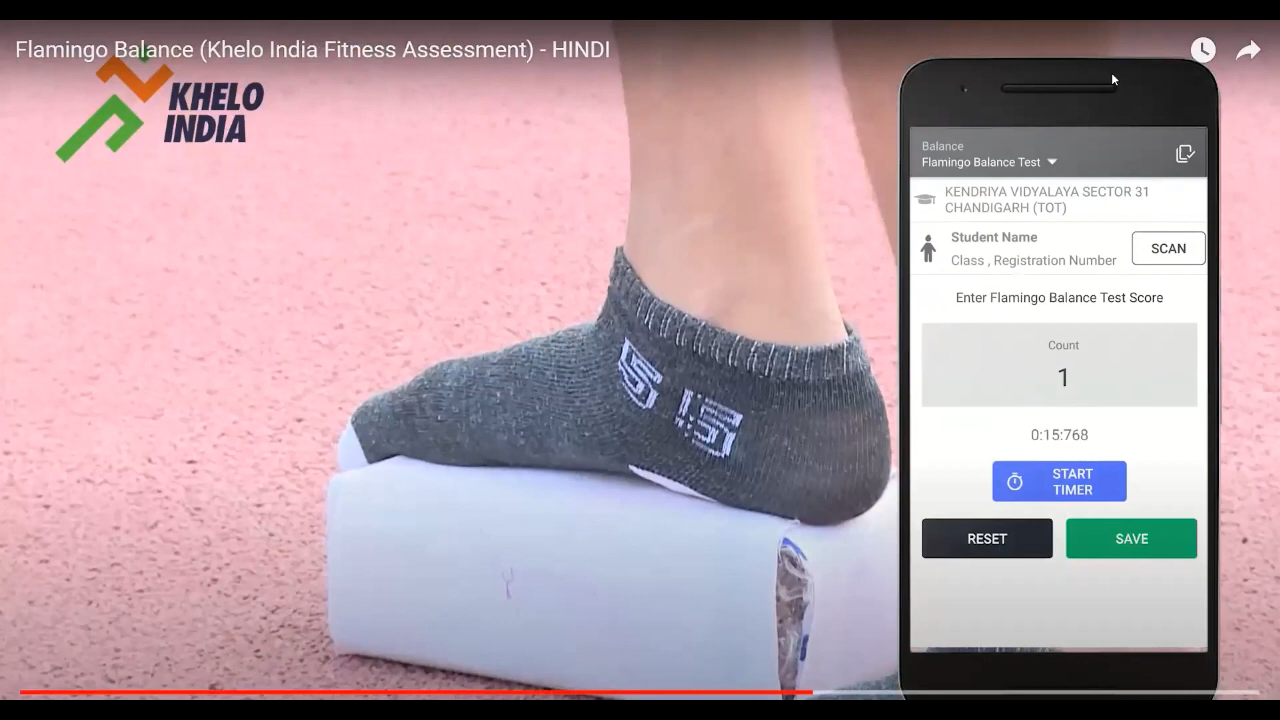 Flamingo Balance (Khelo India Fitness Assessment) - HINDI
KHELO
INDIA
Balance
Flamingo Balance Test
KENDRIYA VIDYALAYA SECTOR 31
CHANDIGARH (TOT)
Student Name
Class , Registration Number
SCAN
Enter Flamingo Balance Test Score
Count
1
0:15:768
START
TIMER
RESET
SAVE